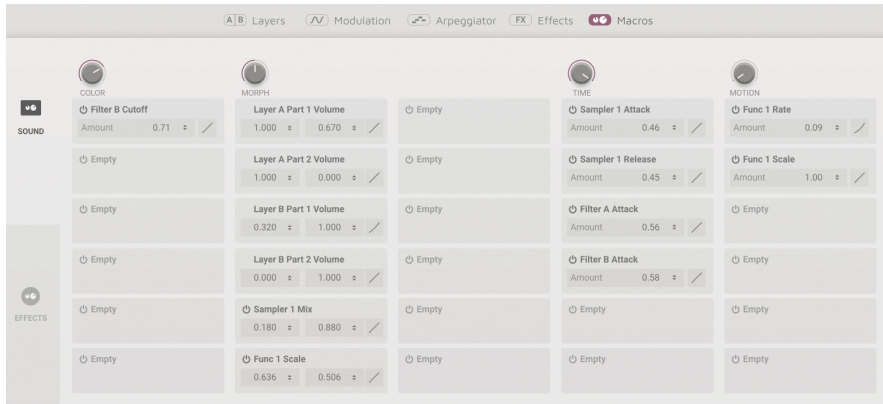 A B Layers Modulation Arpeggiator FX Effects Macros
COLOR MORPH TIME MOTION
SOUND
Filter B Cutoff Layer A Part 1 Volume Empty Sampler 1 Attack Func 1 Rate
Amount 0.71 1.000 0.670 Amount 0.46 Amount 0.09
Empty Layer A Part 2 Volume Empty Sampler 1 Release Func 1 Scale
1.000 0.000 Amount 0.45 Amount 1.00
Empty Layer B Part 1 Volume Empty Filter A Attack Empty
0.320 1.000 Amount 0.56
Empty Layer B Part 2 Volume Empty Filter B Attack Empty
0.000 1.000 Amount 0.58
EFFECTS
Empty Sampler 1 Mix Empty Empty Empty
0.180 0.880
Empty Func 1 Scale Empty Empty Empty
0.636 0.506